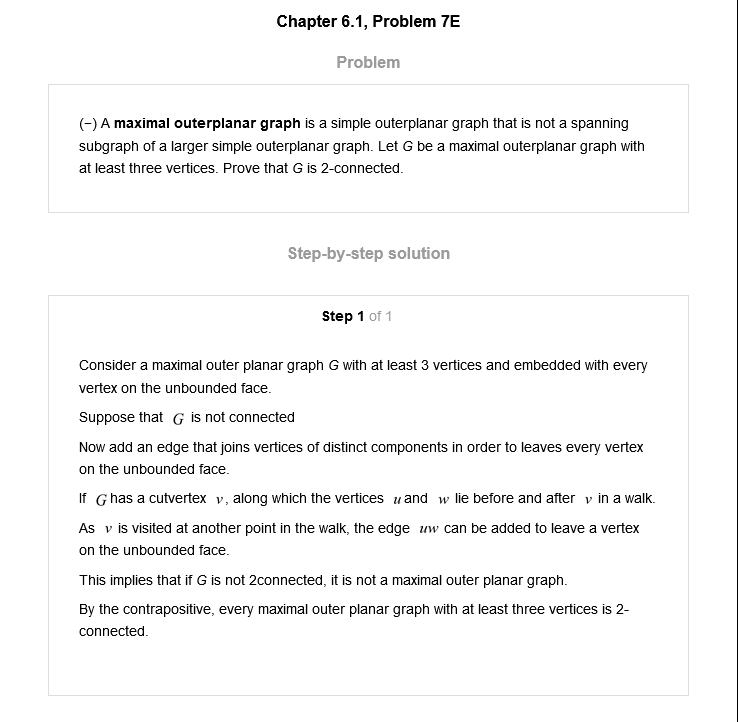 Chapter 6.1, Problem 7E
Problem
(−) A maximal outerplanar graph is a simple outerplanar graph that is not a spanning
subgraph of a larger simple outerplanar graph. Let G be a maximal outerplanar graph with
at least three vertices. Prove that G is 2-connected.
Step-by-step solution
Step 1 of 1
Consider a maximal outer planar graph G with at least 3 vertices and embedded with every
vertex on the unbounded face.
Suppose that G is not connected
Now add an edge that joins vertices of distinct components in order to leaves every vertex
on the unbounded face.
If G has a cutvertex v, along which the vertices u and w lie before and after v in a walk.
As v is visited at another point in the walk, the edge uw can be added to leave a vertex
on the unbounded face.
This implies that if G is not 2connected, it is not a maximal outer planar graph.
By the contrapositive, every maximal outer planar graph with at least three vertices is 2-
connected.